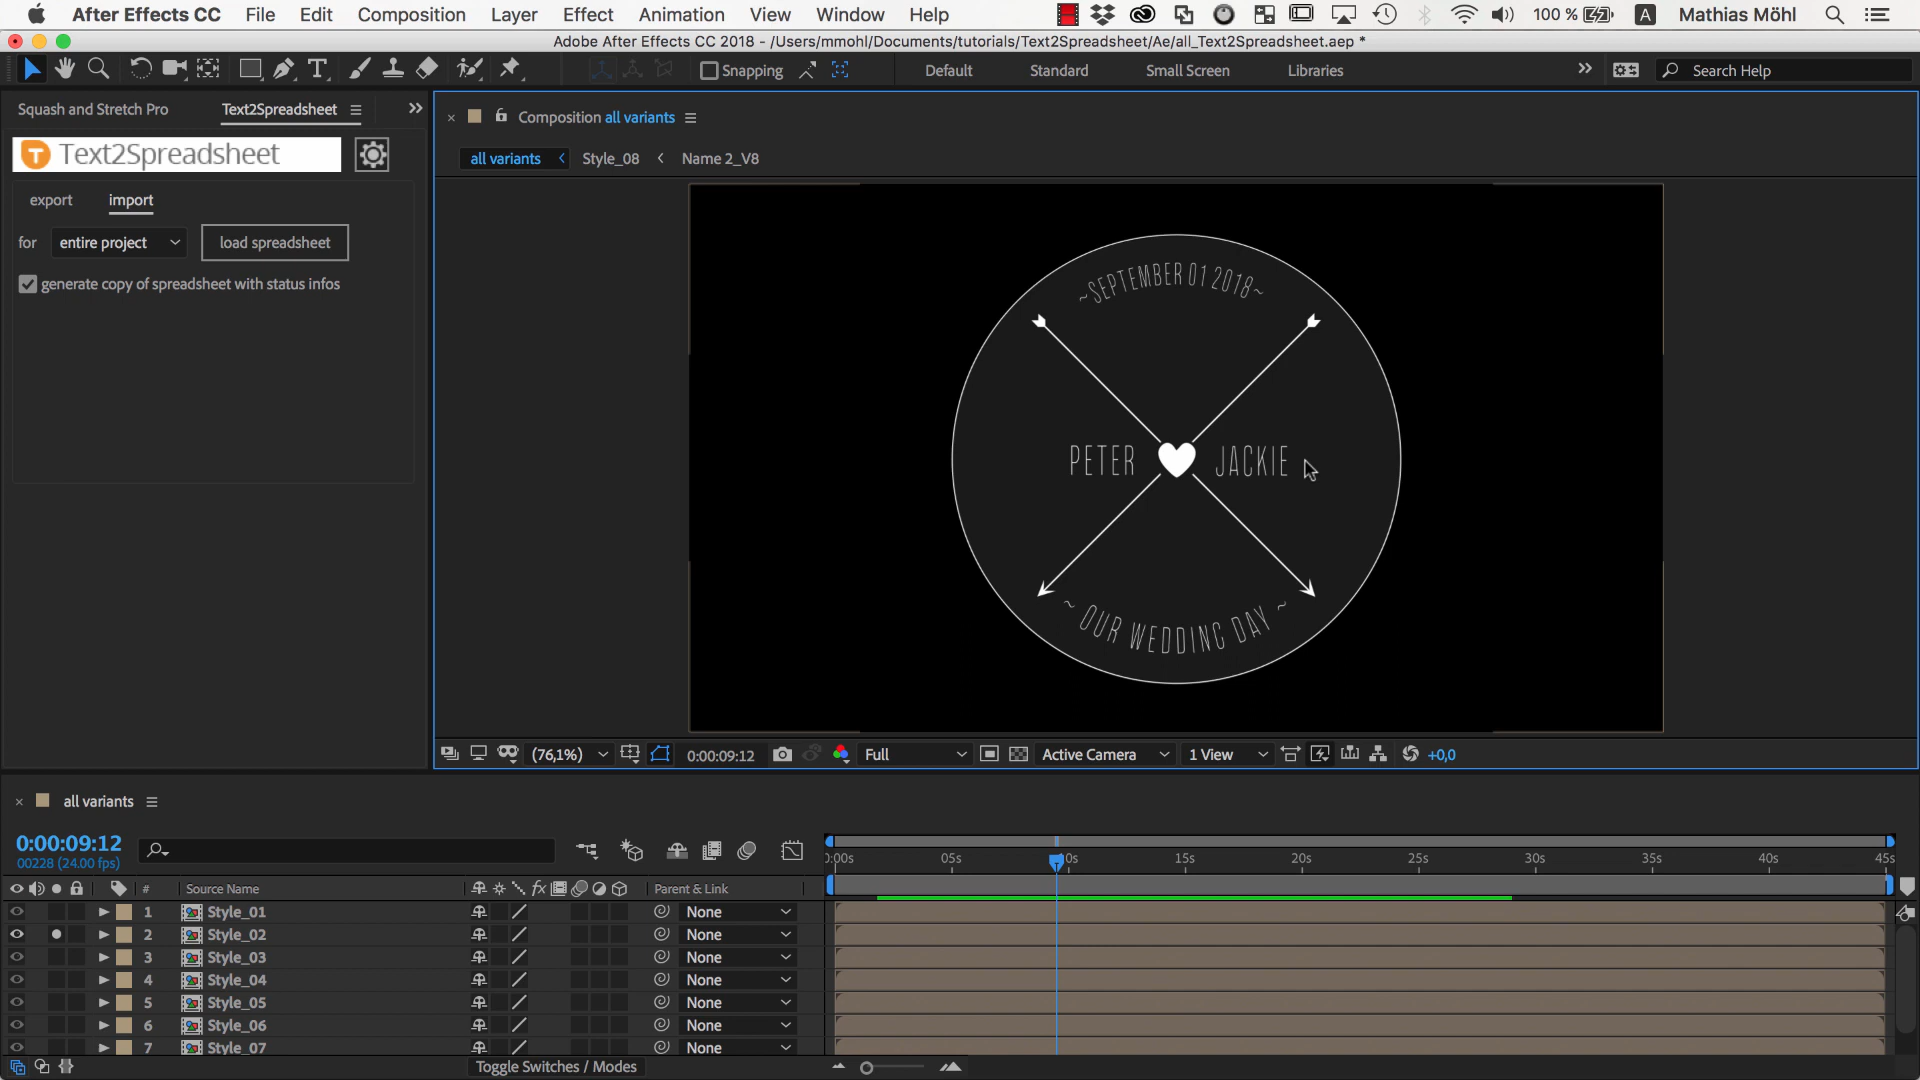 After Effects CC File Edit Composition Layer Effect Animation View Window Help 100 % A Mathias Möhl
Adobe After Effects CC 2018 - /Users/mmohl/Documents/tutorials/Text2Spreadsheet/Ae/all_Text2Spreadsheet.aep *
Snapping Default Standard Small Screen Libraries Search Help
Squash and Stretch Pro Text2Spreadsheet
Composition all variants
T Text2Spreadsheet
all variants Style_08 Name 2_V8
export import
for entire project load spreadsheet
generate copy of spreadsheet with status infos
~SEPTEMBER 01 2018~
PETER JACKIE
~ OUR WEDDING DAY ~
(76,1%) 0:00:09:12 Full Active Camera 1 View +0,0
all variants
0:00:09:12
00228 (24.00 fps)
):00s 05s 0s 15s 20s 25s 30s 35s 40s 45s
# Source Name fx Parent & Link
1 Style_01 None
2 Style_02 None
3 Style_03 None
4 Style_04 None
5 Style_05 None
6 Style_06 None
7 Style_07 None
Toggle Switches / Modes